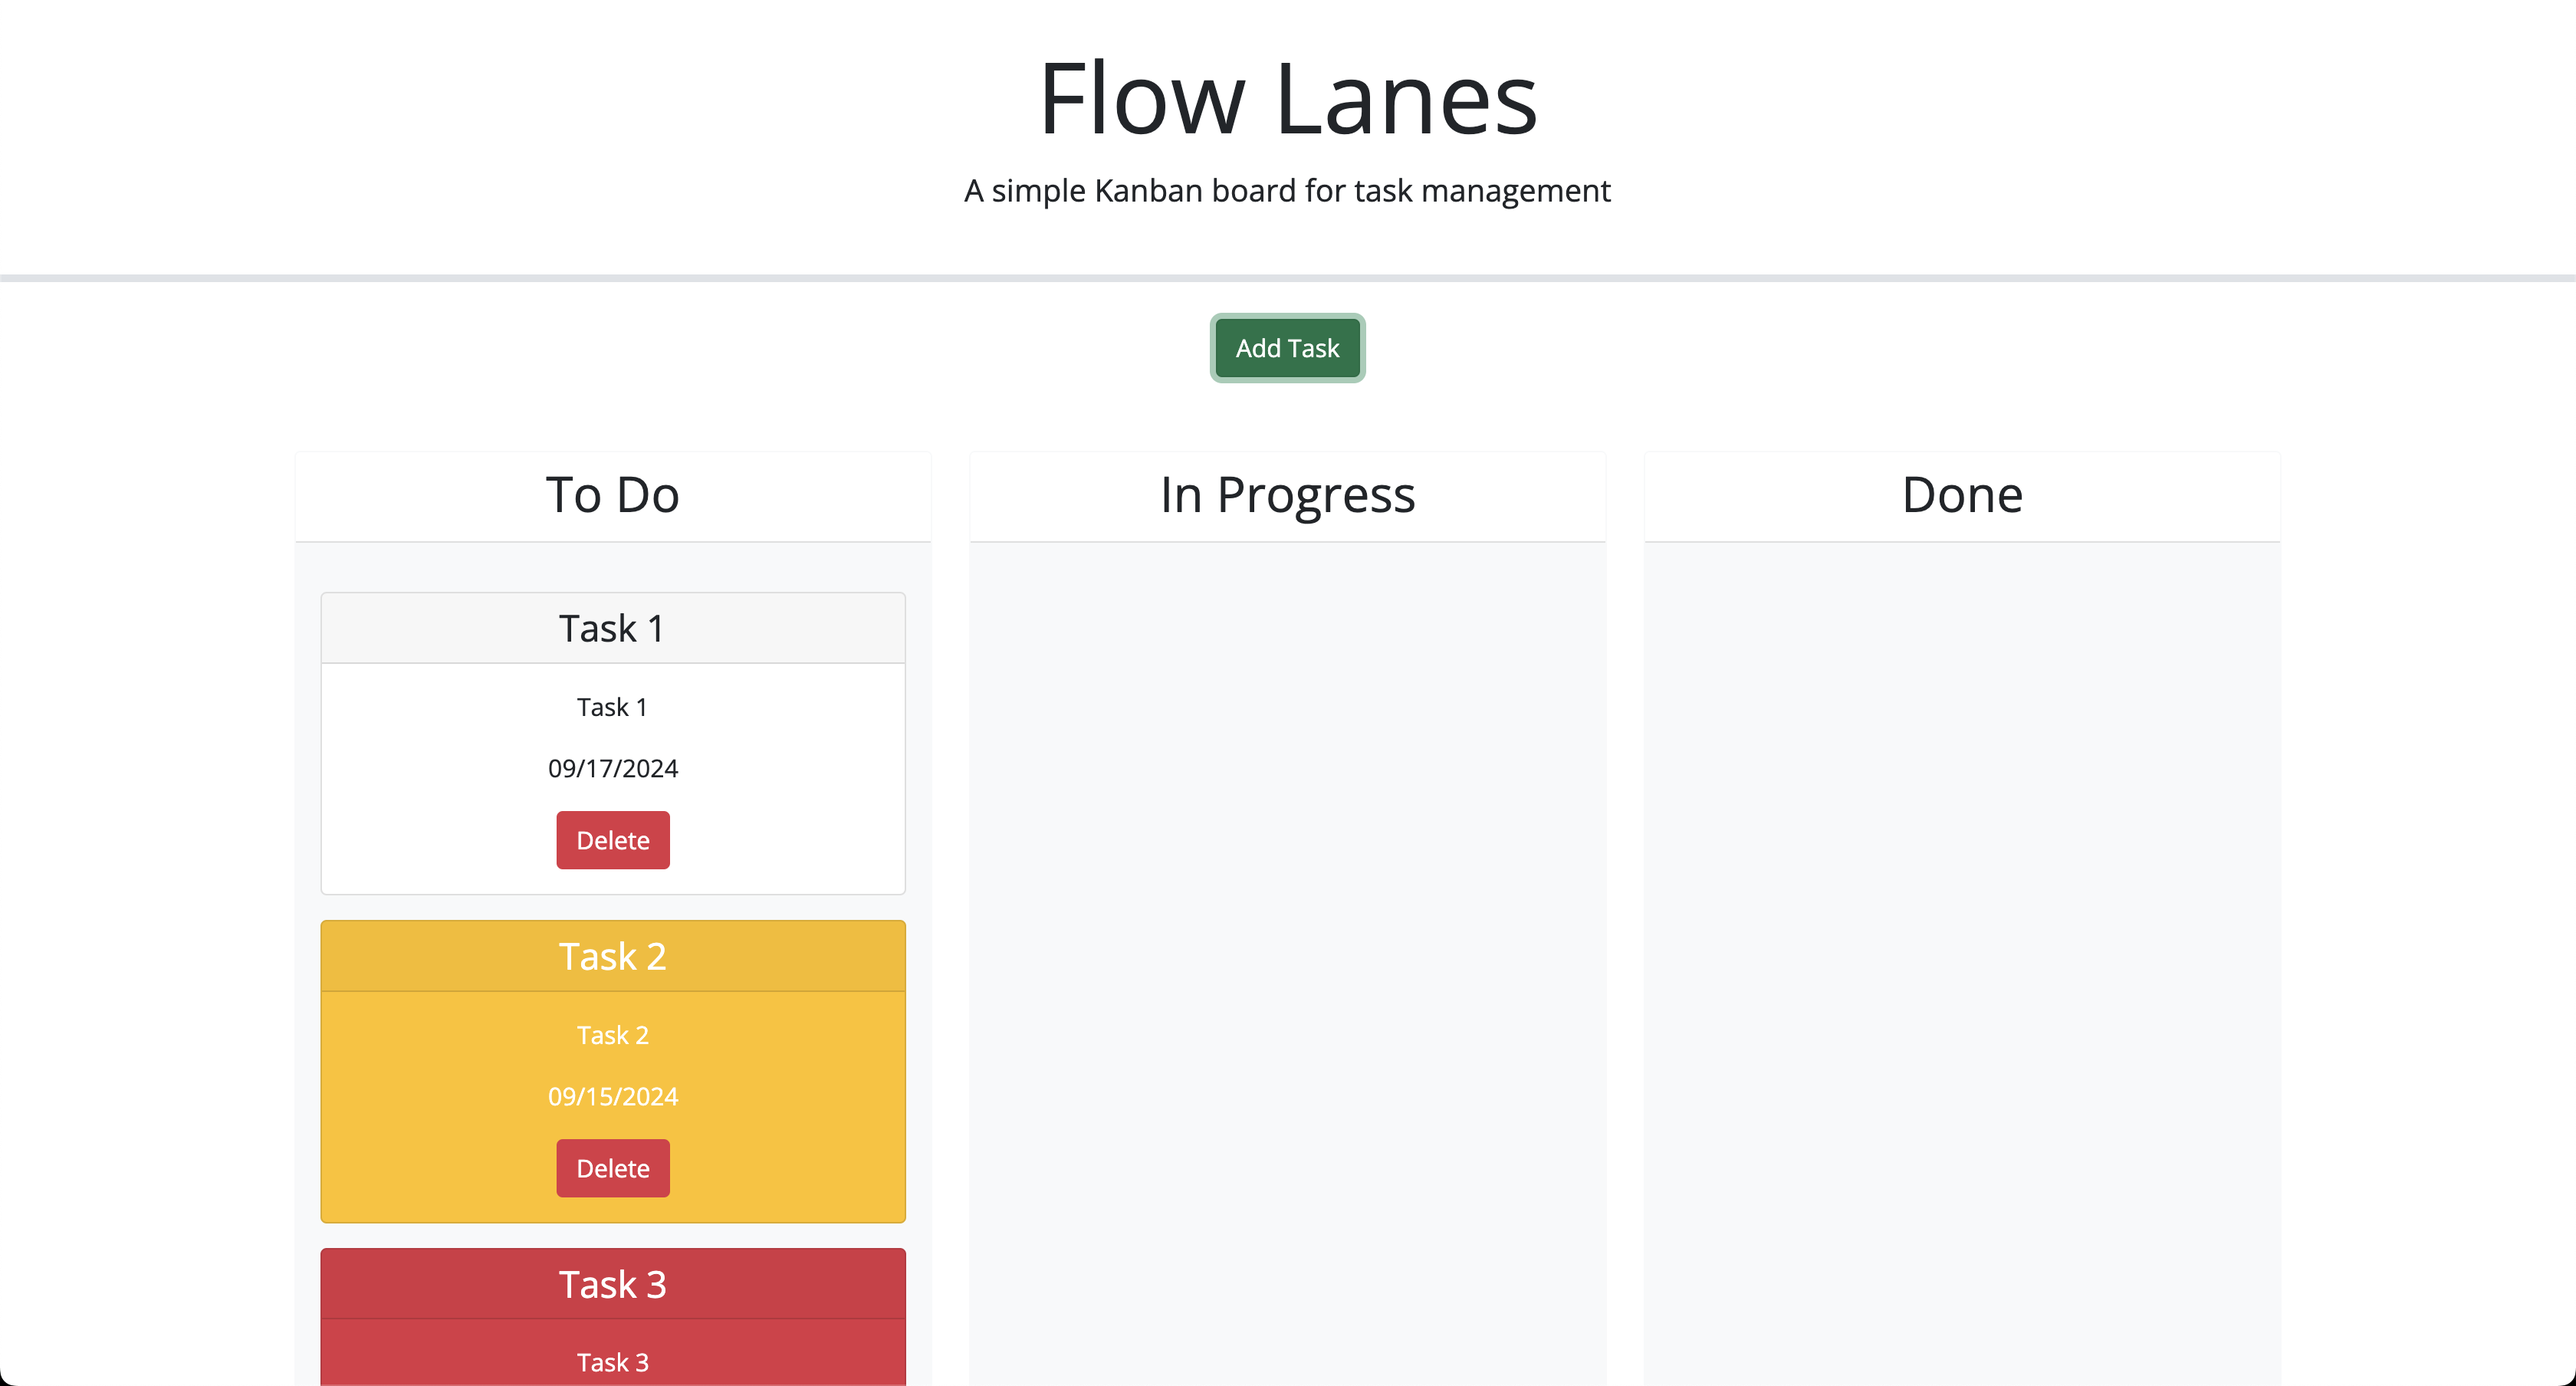 Flow Lanes
A simple Kanban board for task management
Add Task
To Do
In Progress
Done
Task 1
Task 1
09/17/2024
Delete
Task 2
Task 2
09/15/2024
Delete
Task 3
Task 3